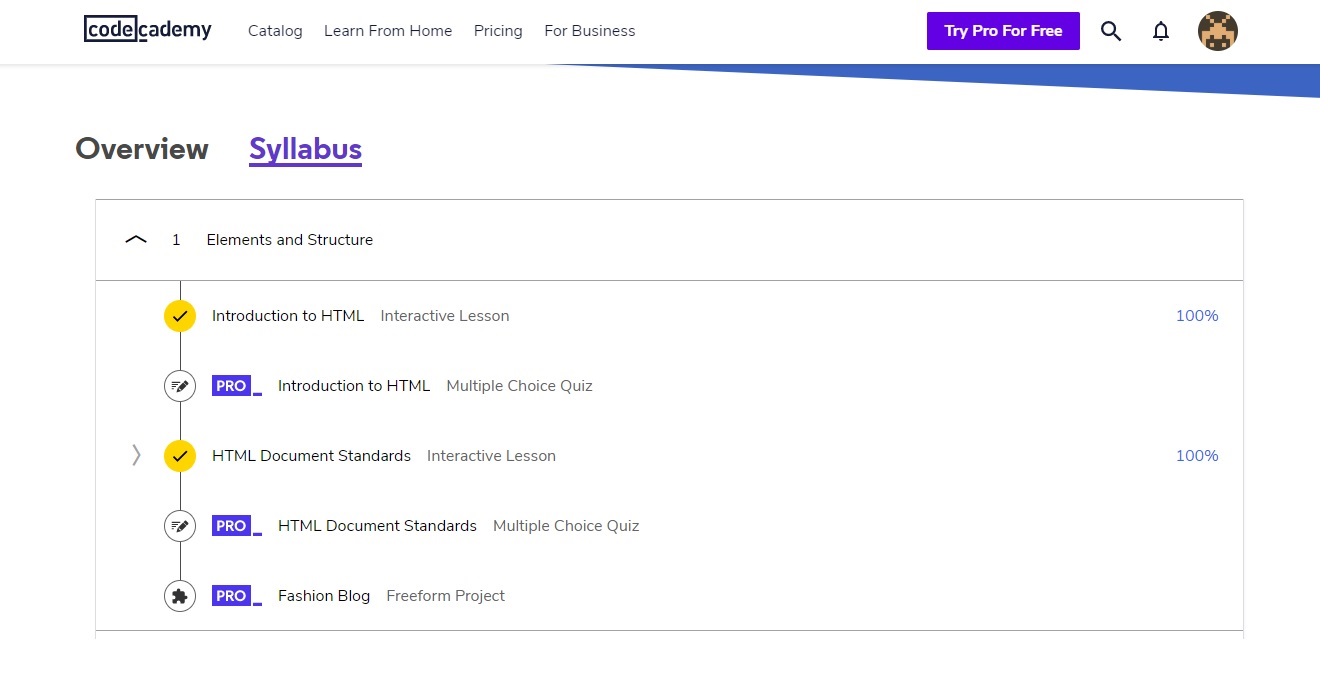 codecademy Catalog Learn From Home Pricing For Business Try Pro For Free
Overview Syllabus
1 Elements and Structure
Introduction to HTML Interactive Lesson 100%
PRO Introduction to HTML Multiple Choice Quiz
HTML Document Standards Interactive Lesson 100%
PRO HTML Document Standards Multiple Choice Quiz
PRO Fashion Blog Freeform Project